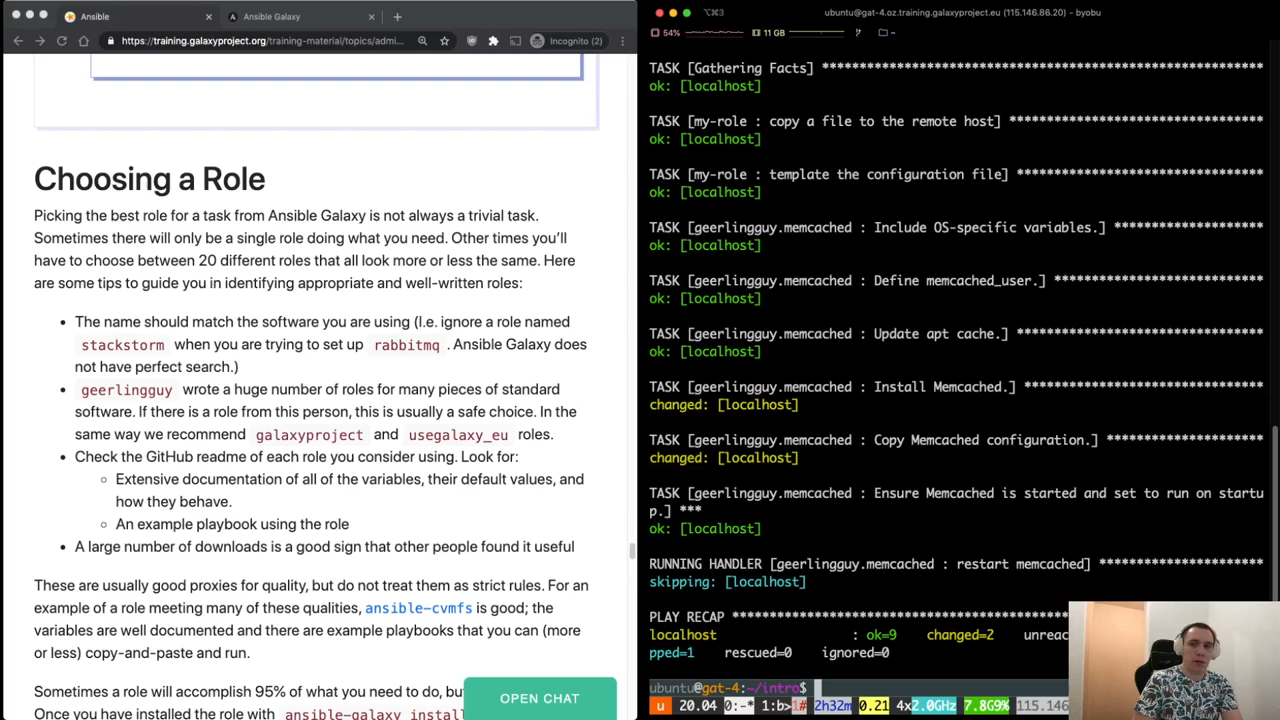 Ansible
Ansible Galaxy
https://training.galaxyproject.org/training-material/topics/admi...
Incognito (2)
Choosing a Role
Picking the best role for a task from Ansible Galaxy is not always a trivial task.
Sometimes there will only be a single role doing what you need. Other times you'll
have to choose between 20 different roles that all look more or less the same. Here
are some tips to guide you in identifying appropriate and well-written roles:
• The name should match the software you are using (I.e. ignore a role named
stackstorm when you are trying to set up rabbitmq . Ansible Galaxy does
not have perfect search.)
• geerlingguy wrote a huge number of roles for many pieces of standard
software. If there is a role from this person, this is usually a safe choice. In the
same way we recommend galaxyproject and usegalaxy_eu roles.
• Check the GitHub readme of each role you consider using. Look for:
◦ Extensive documentation of all of the variables, their default values, and
how they behave.
◦ An example playbook using the role
• A large number of downloads is a good sign that other people found it useful
These are usually good proxies for quality, but do not treat them as strict rules. For an
example of a role meeting many of these qualities, ansible-cvmfs is good; the
variables are well documented and there are example playbooks that you can (more
or less) copy-and-paste and run.
Sometimes a role will accomplish 95% of what you need to do, bu
Once you have installed the role with ansible-galaxy instal
OPEN CHAT
⌥⌘3
ubuntu@gat-4.oz.training.galaxyproject.eu (115.146.86.20) - byobu
54%
11 GB
~
TASK [Gathering Facts] *************************************************
ok: [localhost]
TASK [my-role : copy a file to the remote host] *****************************
ok: [localhost]
TASK [my-role : template the configuration file] ****************************
ok: [localhost]
TASK [geerlingguy.memcached : Include OS-specific variables.] ******************
ok: [localhost]
TASK [geerlingguy.memcached : Define memcached_user.] ************************
ok: [localhost]
TASK [geerlingguy.memcached : Update apt cache.] ****************************
ok: [localhost]
TASK [geerlingguy.memcached : Install Memcached.] ***************************
changed: [localhost]
TASK [geerlingguy.memcached : Copy Memcached configuration.] *******************
changed: [localhost]
TASK [geerlingguy.memcached : Ensure Memcached is started and set to run on startu
p.] ***
ok: [localhost]
RUNNING HANDLER [geerlingguy.memcached : restart memcached] ********************
skipping: [localhost]
PLAY RECAP **************************************
localhost : ok=9 changed=2 unreac
pped=1 rescued=0 ignored=0
ubuntu@gat-4:~/intro$
u 20.04 0:-* 1:b> 1# 2h32m 0.21 4x2.0GHz 7.8G9% 115.146